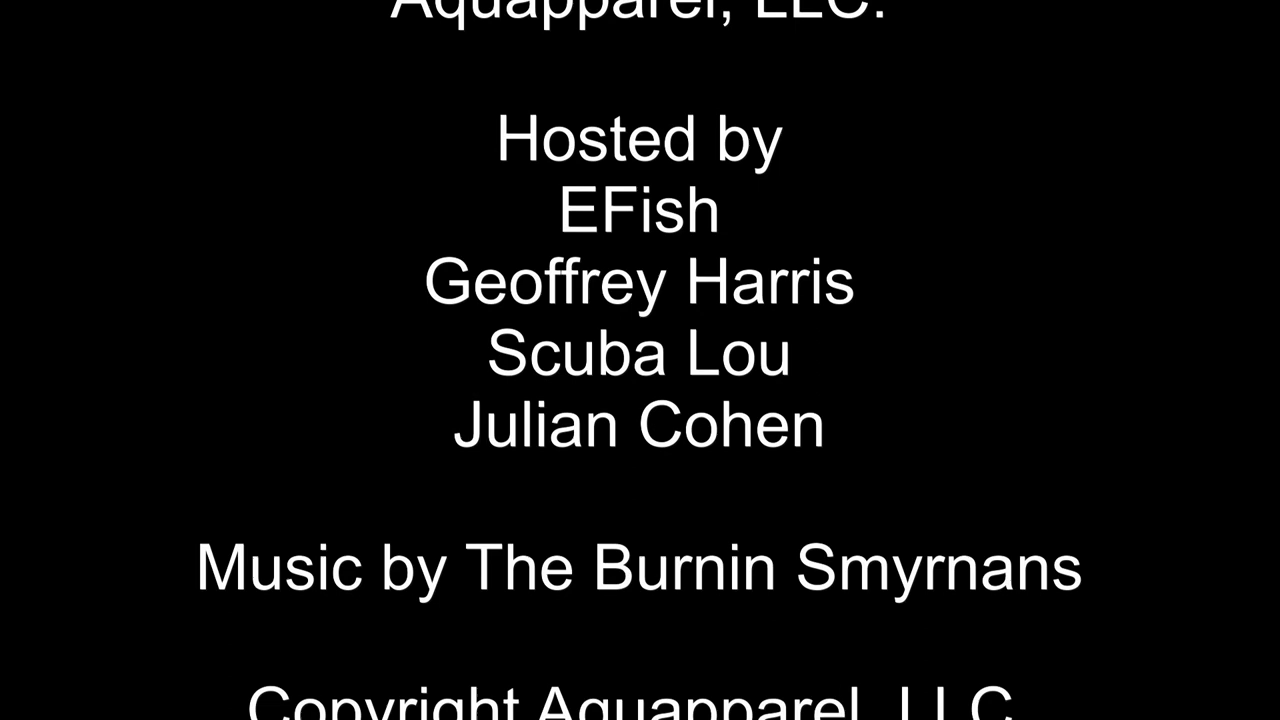 Aquapparel, LLC.
Hosted by
EFish
Geoffrey Harris
Scuba Lou
Julian Cohen
Music by The Burnin Smyrnans
Copyright Aquapparel, LLC